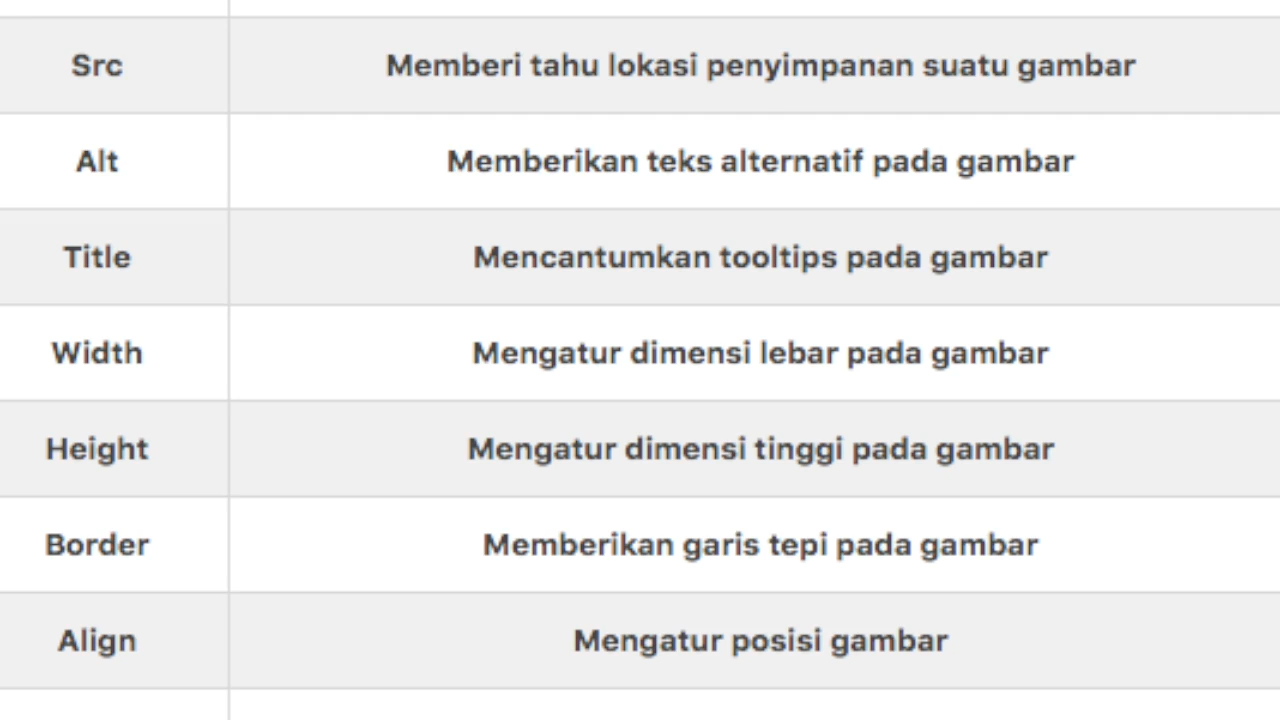 Src Memberi tahu lokasi penyimpanan suatu gambar
Alt Memberikan teks alternatif pada gambar
Title Mencantumkan tooltips pada gambar
Width Mengatur dimensi lebar pada gambar
Height Mengatur dimensi tinggi pada gambar
Border Memberikan garis tepi pada gambar
Align Mengatur posisi gambar